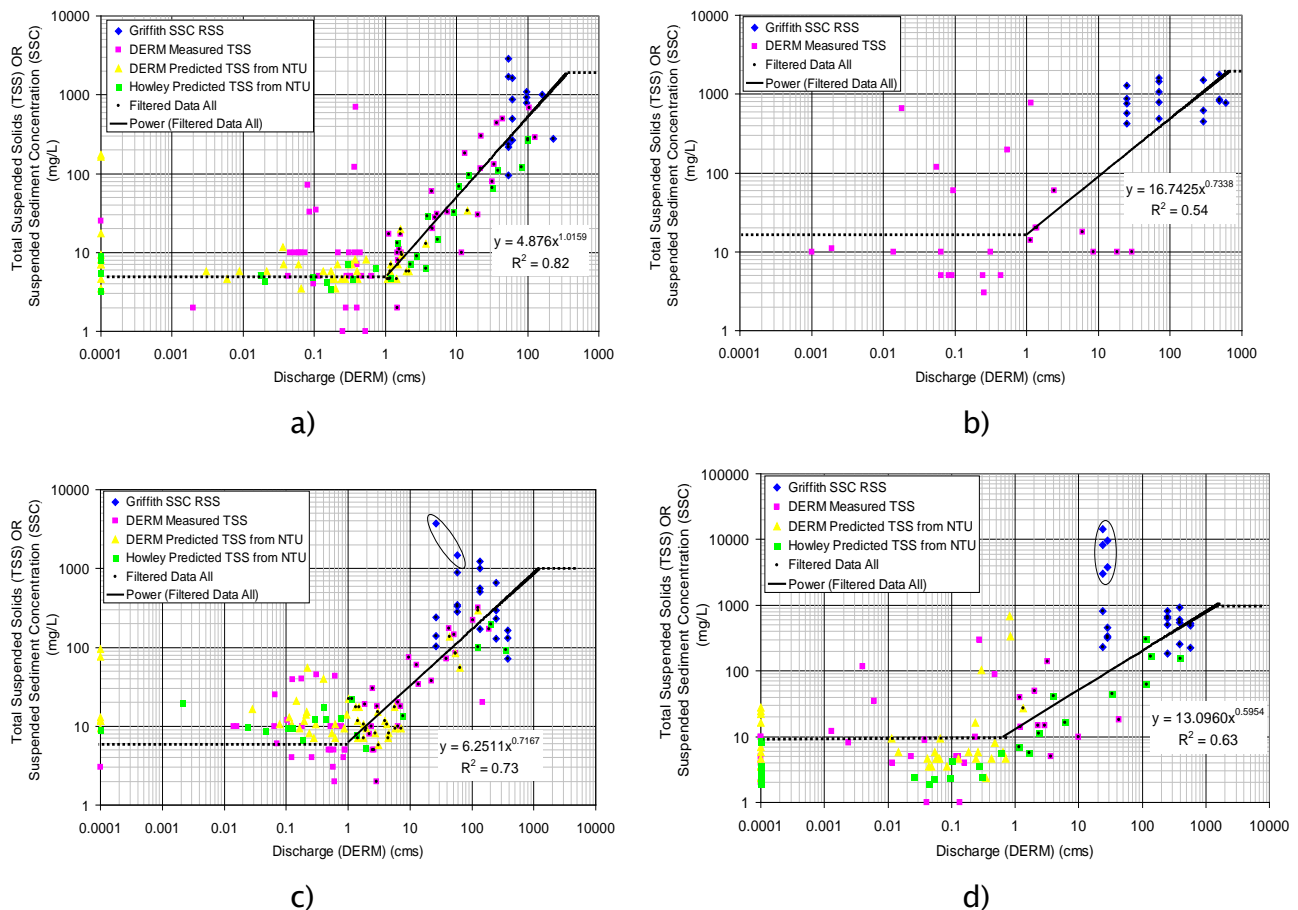 Total Suspended Solids (TSS) OR
Suspended Sediment Concentration (SSC)
(mg/L)
10000
1000
100
10
1
Griffith SSC RSS
DERM Measured TSS
DERM Predicted TSS from NTU
Howley Predicted TSS from NTU
Filtered Data All
Power (Filtered Data All)
y = 4.876x^1.0159
R² = 0.82
0.0001 0.001 0.01 0.1 1 10 100 1000
Discharge (DERM) (cms)
a)
Total Suspended Solids (TSS) OR
Suspended Sediment Concentration (SSC)
(mg/L)
10000
1000
100
10
1
Griffith SSC RSS
DERM Measured TSS
Filtered Data All
Power (Filtered Data All)
y = 16.7425x^0.7338
R² = 0.54
0.0001 0.001 0.01 0.1 1 10 100 1000
Discharge (DERM) (cms)
b)
Total Suspended Solids (TSS) OR
Suspended Sediment Concentration (SSC)
(mg/L)
10000
1000
100
10
1
Griffith SSC RSS
DERM Measured TSS
DERM Predicted TSS from NTU
Howley Predicted TSS from NTU
Filtered Data All
Power (Filtered Data All)
y = 6.2511x^0.7167
R² = 0.73
0.0001 0.001 0.01 0.1 1 10 100 1000 10000
Discharge (DERM) (cms)
c)
Total Suspended Solids (TSS) OR
Suspended Sediment Concentration (SSC)
(mg/L)
100000
10000
1000
100
10
1
Griffith SSC RSS
DERM Measured TSS
DERM Predicted TSS from NTU
Howley Predicted TSS from NTU
Filtered Data All
Power (Filtered Data All)
y = 13.0960x^0.5954
R² = 0.63
0.0001 0.001 0.01 0.1 1 10 100 1000 10000
Discharge (DERM) (cms)
d)